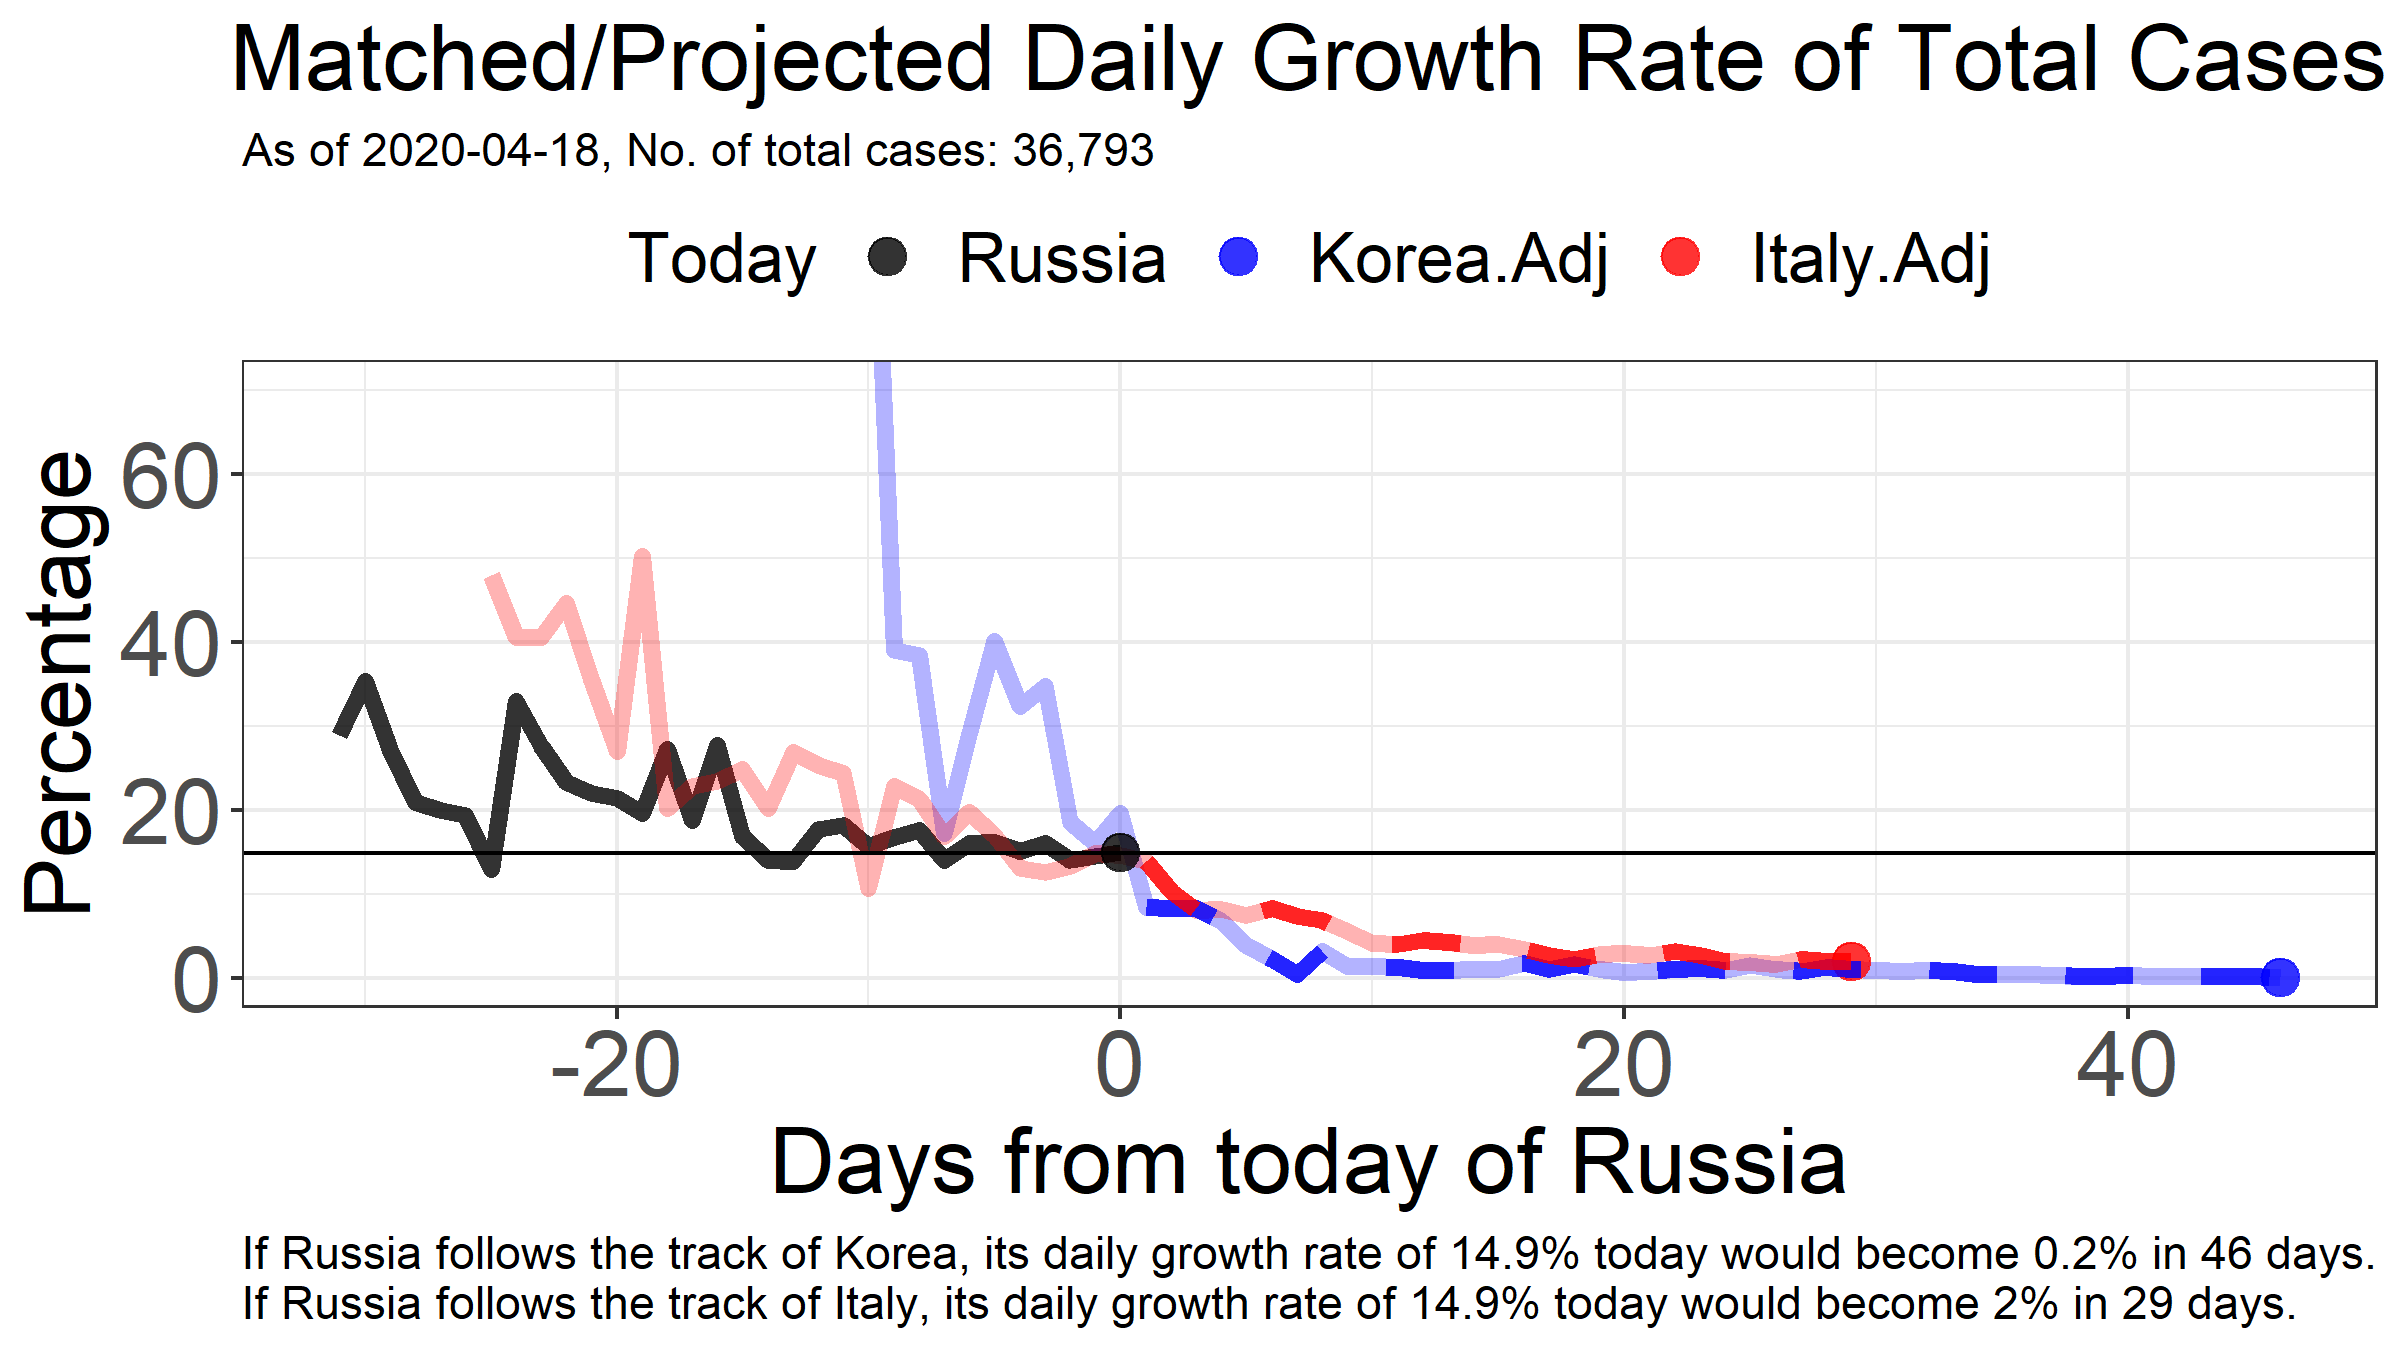 Matched/Projected Daily Growth Rate of Total Cases
As of 2020-04-18, No. of total cases: 36,793
Today Russia Korea.Adj Italy.Adj
Percentage
60
40
20
0
-20 0 20 40
Days from today of Russia
If Russia follows the track of Korea, its daily growth rate of 14.9% today would become 0.2% in 46 days.
If Russia follows the track of Italy, its daily growth rate of 14.9% today would become 2% in 29 days.